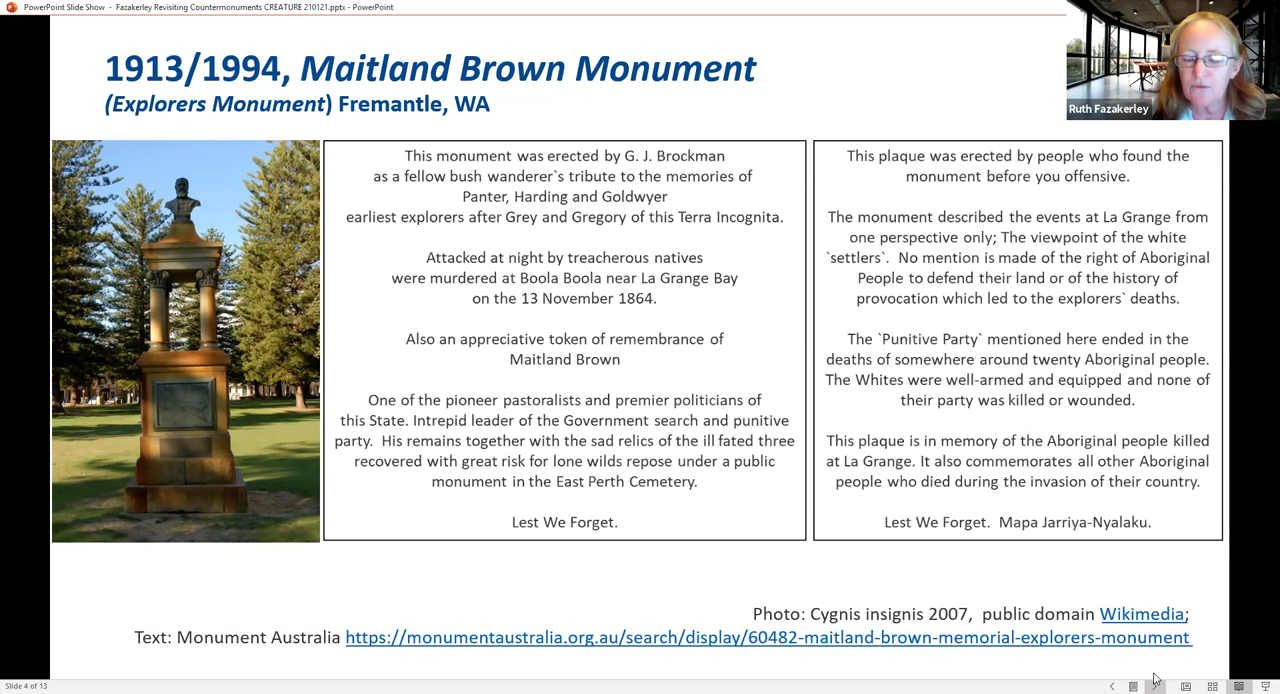 PowerPoint Slide Show - Fazakerley Revisiting Countermonuments CREATURE 210121.pptx - PowerPoint
1913/1994, Maitland Brown Monument
(Explorers Monument) Fremantle, WA
Ruth Fazakerley
This monument was erected by G. J. Brockman
as a fellow bush wanderer`s tribute to the memories of
Panter, Harding and Goldwyer
earliest explorers after Grey and Gregory of this Terra Incognita.
Attacked at night by treacherous natives
were murdered at Boola Boola near La Grange Bay
on the 13 November 1864.
Also an appreciative token of remembrance of
Maitland Brown
One of the pioneer pastoralists and premier politicians of
this State. Intrepid leader of the Government search and punitive
party. His remains together with the sad relics of the ill fated three
recovered with great risk for lone wilds repose under a public
monument in the East Perth Cemetery.
Lest We Forget.
This plaque was erected by people who found the
monument before you offensive.
The monument described the events at La Grange from
one perspective only; The viewpoint of the white
`settlers`. No mention is made of the right of Aboriginal
People to defend their land or of the history of
provocation which led to the explorers` deaths.
The `Punitive Party` mentioned here ended in the
deaths of somewhere around twenty Aboriginal people.
The Whites were well-armed and equipped and none of
their party was killed or wounded.
This plaque is in memory of the Aboriginal people killed
at La Grange. It also commemorates all other Aboriginal
people who died during the invasion of their country.
Lest We Forget. Mapa Jarriya-Nyalaku.
Photo: Cygnis insignis 2007, public domain Wikimedia;
Text: Monument Australia https://monumentaustralia.org.au/search/display/60482-maitland-brown-memorial-explorers-monument
Slide 4 of 13